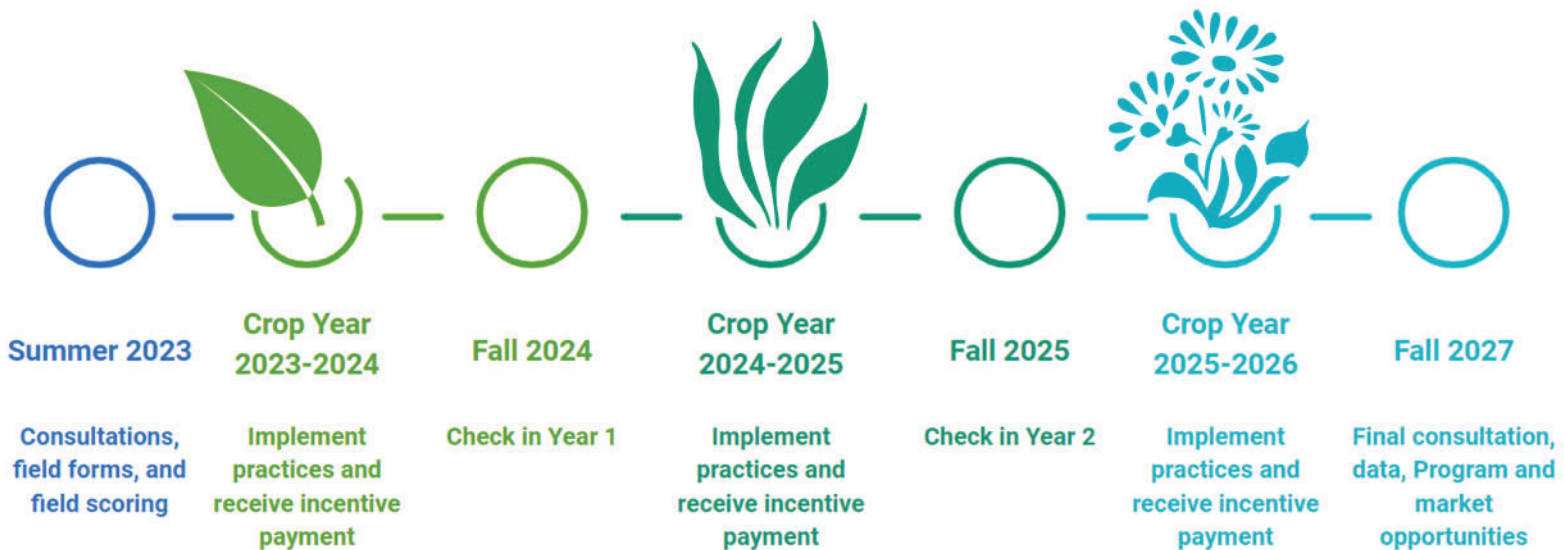 Summer 2023
Crop Year
2023-2024
Fall 2024
Crop Year
2024-2025
Fall 2025
Crop Year
2025-2026
Fall 2027
Consultations,
field forms, and
field scoring
Implement
practices and
receive incentive
payment
Check in Year 1
Implement
practices and
receive incentive
payment
Check in Year 2
Implement
practices and
receive incentive
payment
Final consultation,
data, Program and
market
opportunities